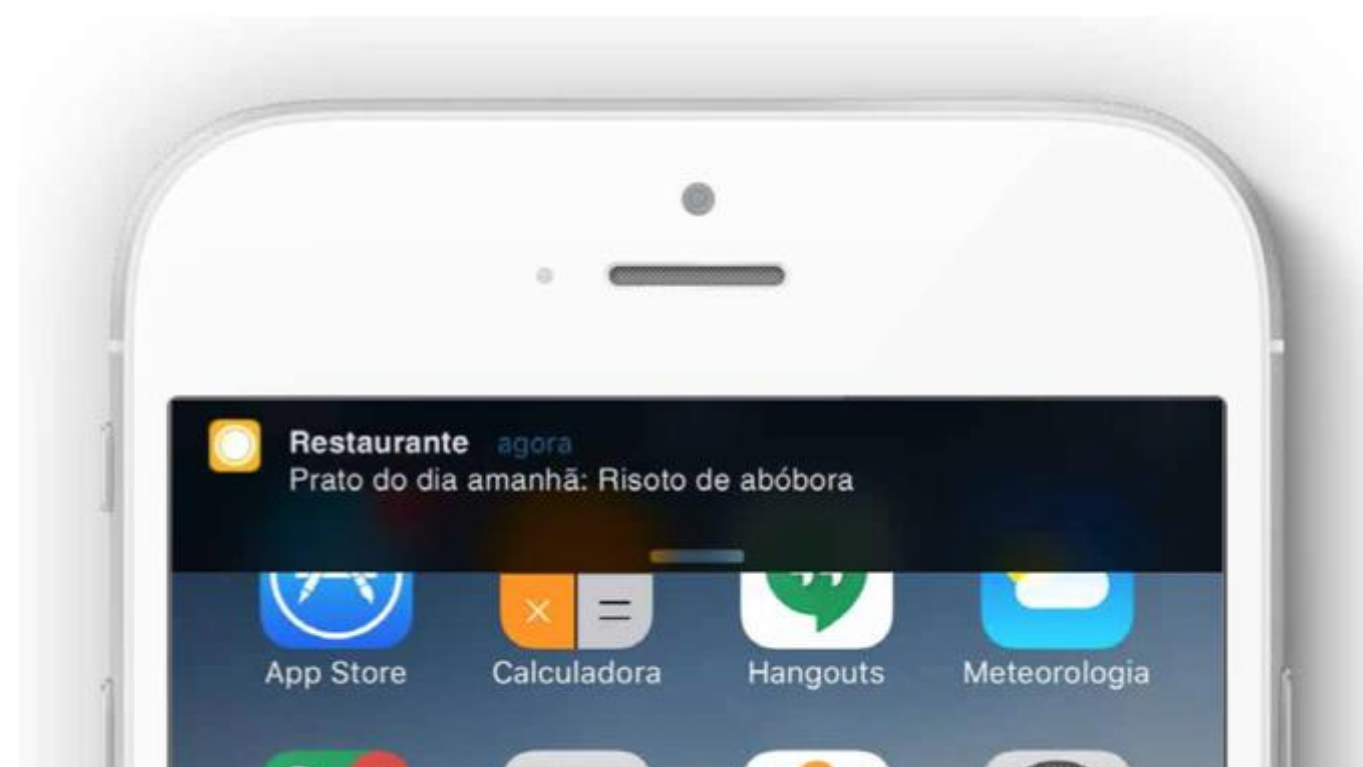 Restaurante agora
Prato do dia amanhã: Risoto de abóbora
App Store
Calculadora
Hangouts
Meteorologia